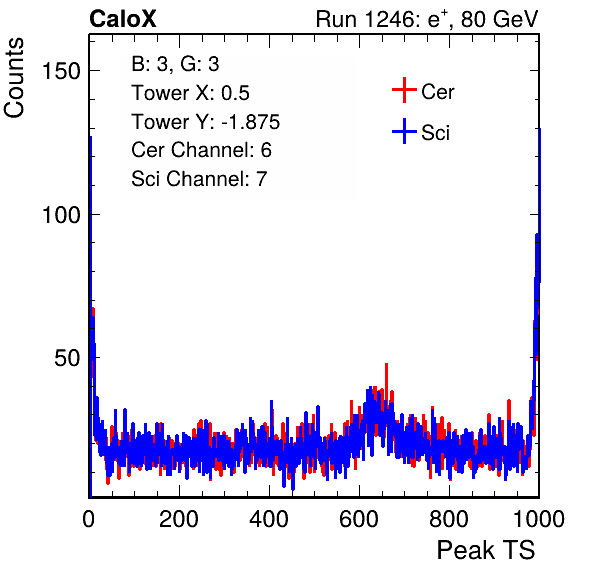 CaloX Run 1246: e⁺, 80 GeV
Counts
150
100
50
B: 3, G: 3
Tower X: 0.5
Tower Y: -1.875
Cer Channel: 6
Sci Channel: 7
Cer
Sci
0 200 400 600 800 1000
Peak TS